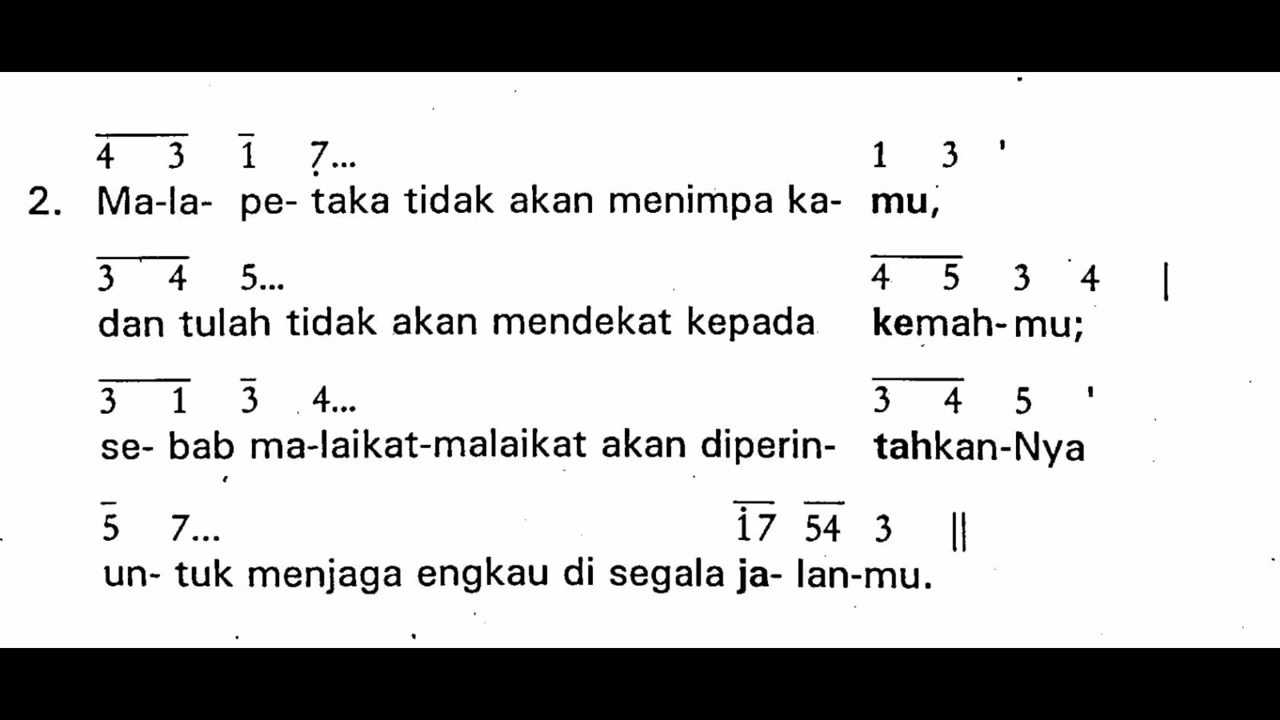 4 3 1 7... 1 3 '
2. Ma-la- pe- taka tidak akan menimpa ka- mu,
3 4 5... 4 5 3 4 |
dan tulah tidak akan mendekat kepada kemah-mu;
3 1 3 4... 3 4 5 '
se- bab ma-laikat-malaikat akan diperin- tahkan-Nya
5 7... i7 54 3 ||
un- tuk menjaga engkau di segala ja- lan-mu.